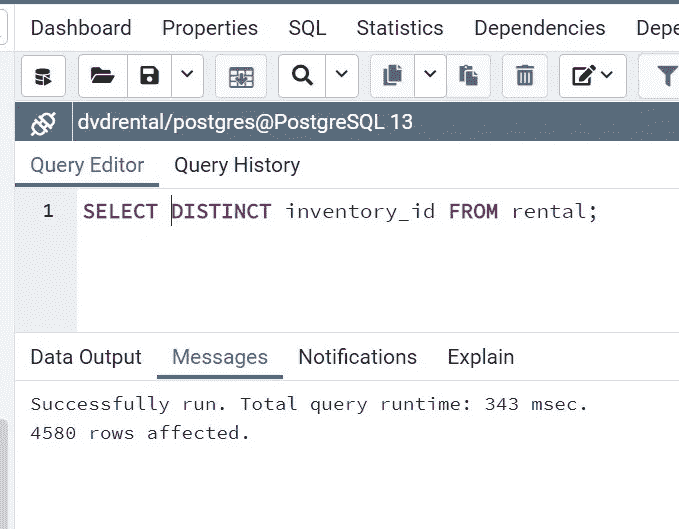 Dashboard Properties SQL Statistics Dependencies Depe
dvdrental/postgres@PostgreSQL 13
Query Editor Query History
1 SELECT DISTINCT inventory_id FROM rental;
Data Output Messages Notifications Explain
Successfully run. Total query runtime: 343 msec.
4580 rows affected.